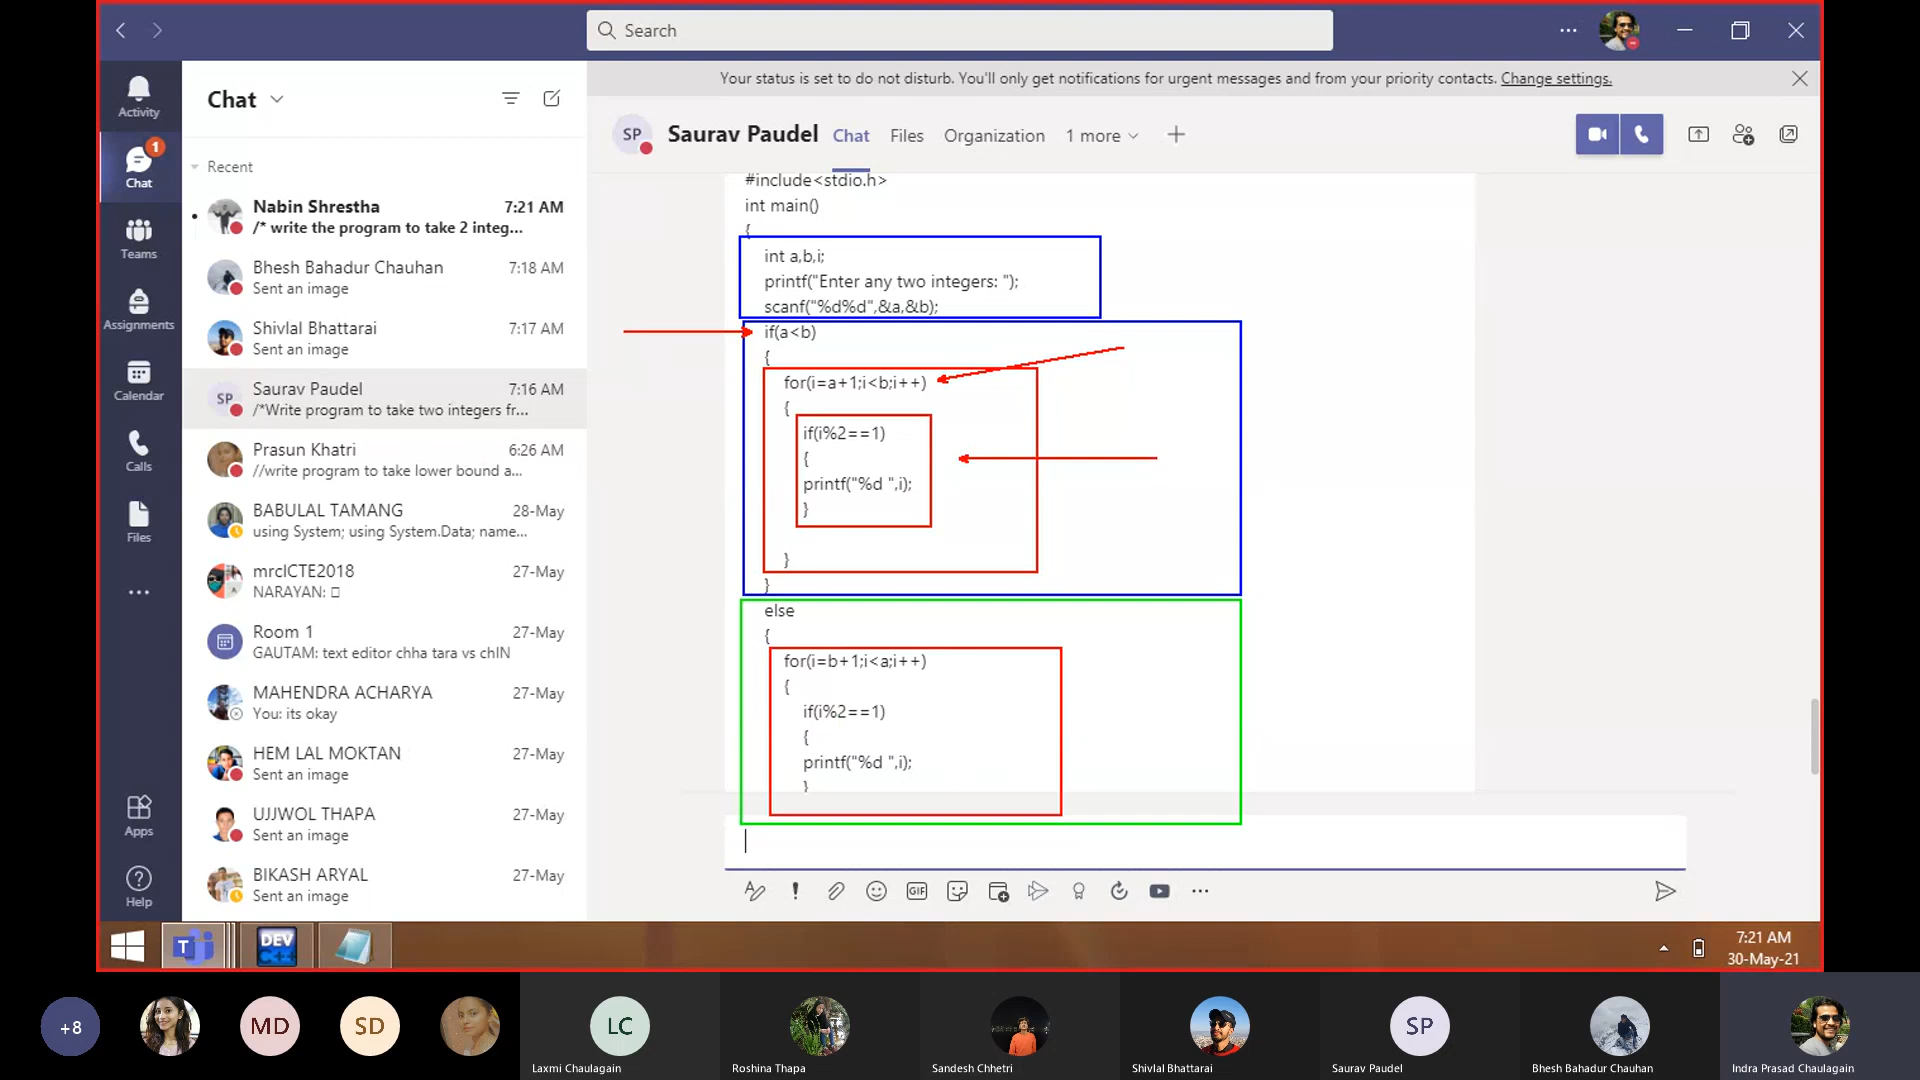 Search
Your status is set to do not disturb. You'll only get notifications for urgent messages and from your priority contacts. Change settings.
Activity
Chat
1
Teams
Assignments
Calendar
Calls
Files
Apps
Help
Chat
Recent
Nabin Shrestha 7:21 AM
/* write the program to take 2 integ...
Bhesh Bahadur Chauhan 7:18 AM
Sent an image
Shivlal Bhattarai 7:17 AM
Sent an image
SP
Saurav Paudel 7:16 AM
/*Write program to take two integers fr...
Prasun Khatri 6:26 AM
//write program to take lower bound a...
BABULAL TAMANG 28-May
using System; using System.Data; name...
mrcICTE2018 27-May
NARAYAN:
Room 1 27-May
GAUTAM: text editor chha tara vs chIN
MAHENDRA ACHARYA 27-May
You: its okay
HEM LAL MOKTAN 27-May
Sent an image
UJJWOL THAPA 27-May
Sent an image
BIKASH ARYAL 27-May
Sent an image
SP Saurav Paudel Chat Files Organization 1 more
#include<stdio.h>
int main()
{
int a,b,i;
printf("Enter any two integers: ");
scanf("%d%d",&a,&b);
if(a<b)
{
for(i=a+1;i<b;i++)
{
if(i%2==1)
{
printf("%d ",i);
}
}
}
else
{
for(i=b+1;i<a;i++)
{
if(i%2==1)
{
printf("%d ",i);
}
GIF
T
DEV
C++
7:21 AM
30-May-21
+8
MD
SD
LC
SP
Laxmi Chaulagain
Roshina Thapa
Sandesh Chhetri
Shivlal Bhattarai
Saurav Paudel
Bhesh Bahadur Chauhan
Indra Prasad Chaulagain